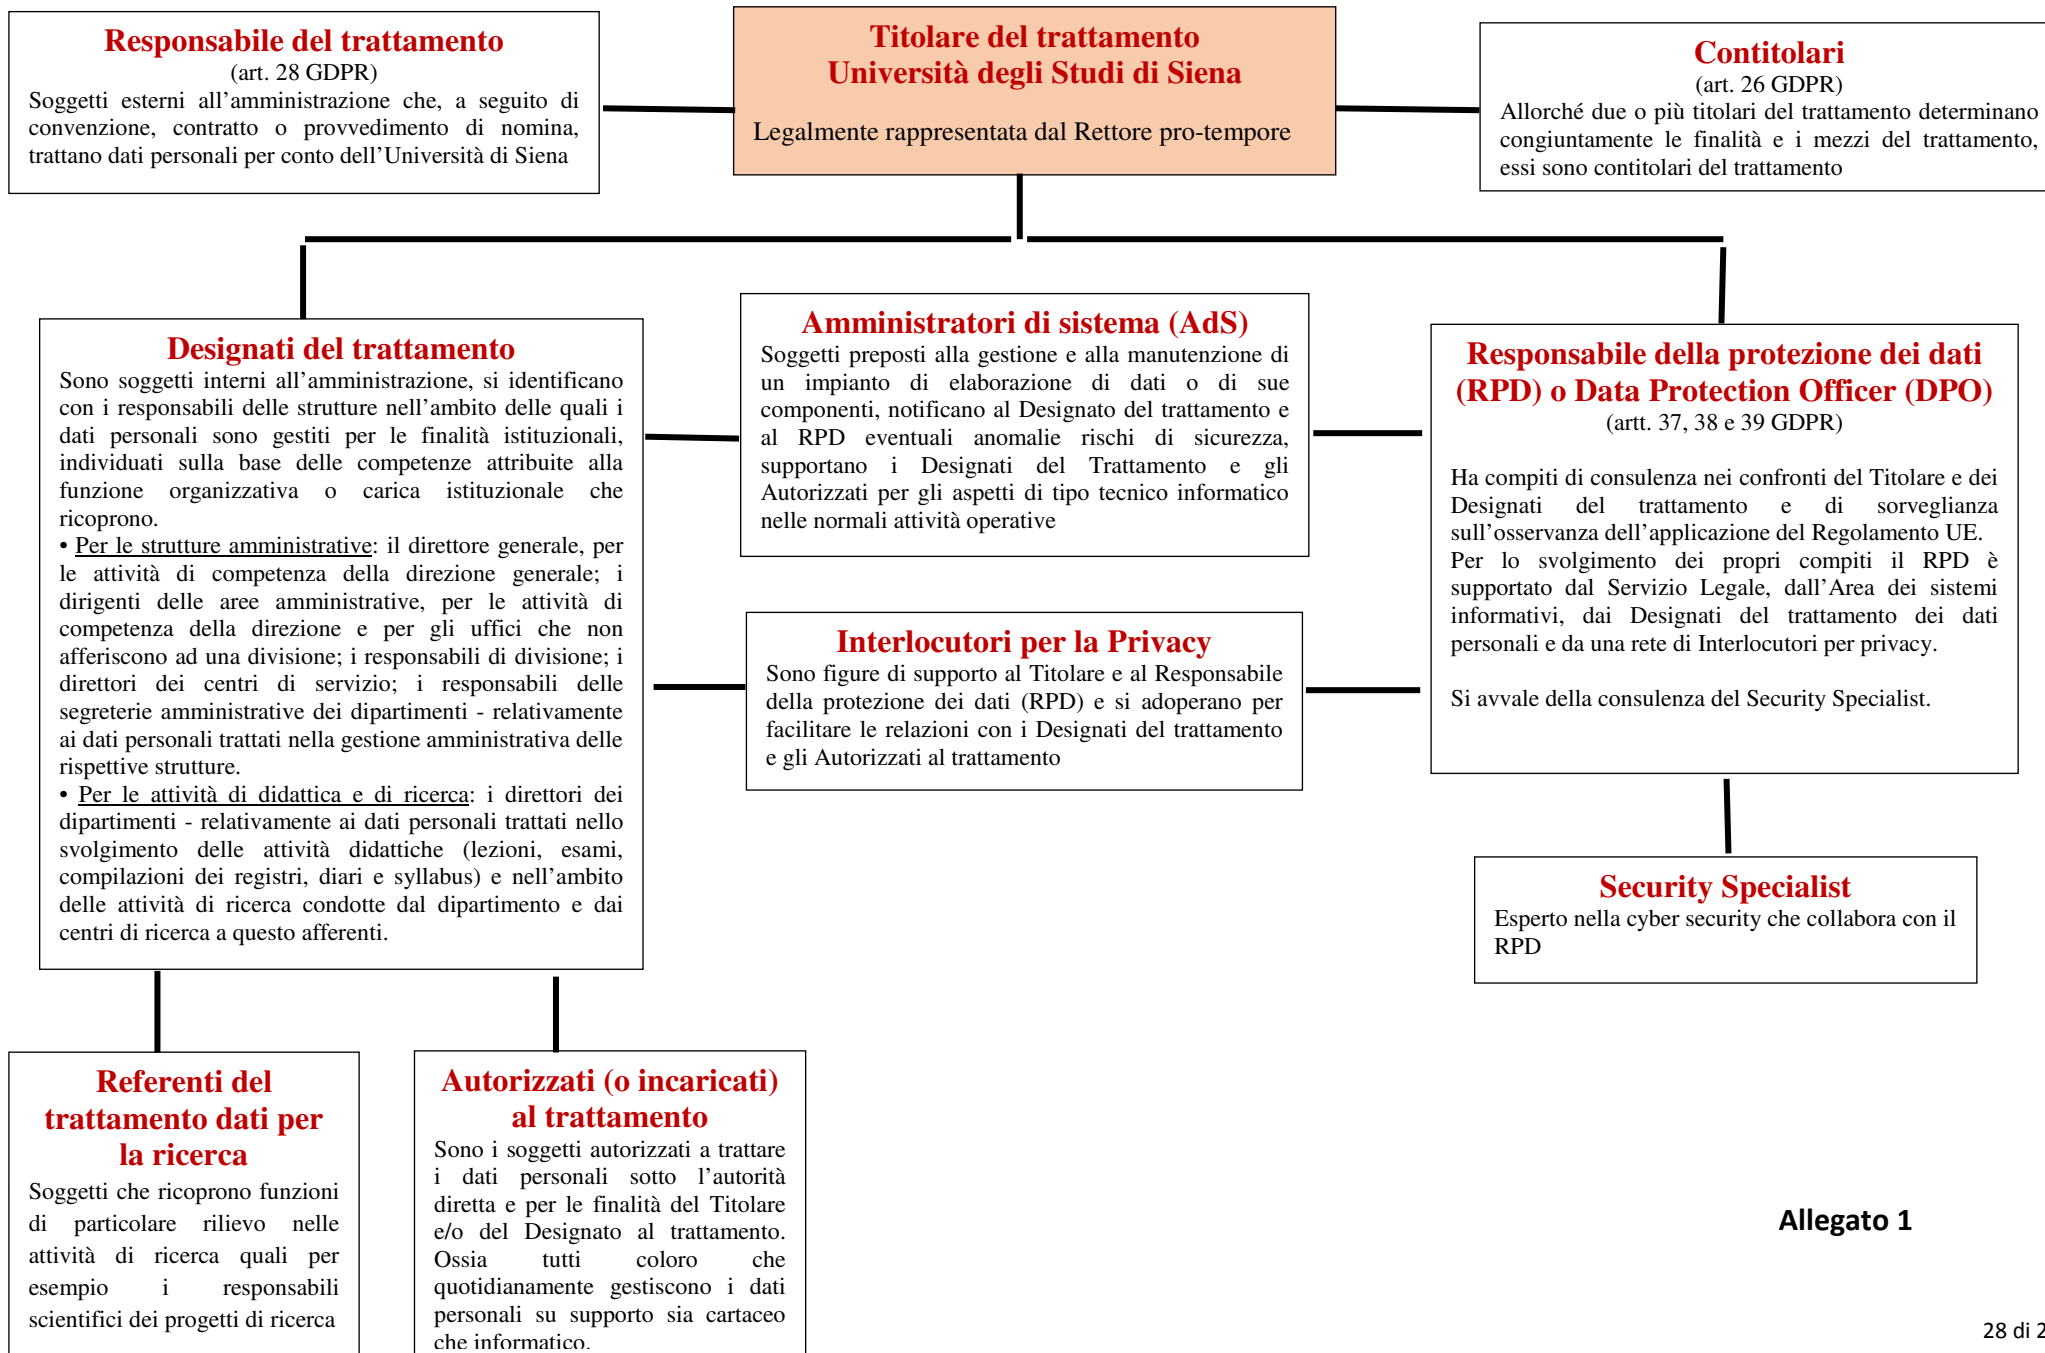 Responsabile del trattamento
(art. 28 GDPR)
Soggetti esterni all’amministrazione che, a seguito di
convenzione, contratto o provvedimento di nomina,
trattano dati personali per conto dell’Università di Siena
Titolare del trattamento
Università degli Studi di Siena
Legalmente rappresentata dal Rettore pro-tempore
Contitolari
(art. 26 GDPR)
Allorché due o più titolari del trattamento determinano
congiuntamente le finalità e i mezzi del trattamento,
essi sono contitolari del trattamento
Designati del trattamento
Sono soggetti interni all’amministrazione, si identificano
con i responsabili delle strutture nell’ambito delle quali i
dati personali sono gestiti per le finalità istituzionali,
individuati sulla base delle competenze attribuite alla
funzione organizzativa o carica istituzionale che
ricoprono.
• Per le strutture amministrative: il direttore generale, per
le attività di competenza della direzione generale; i
dirigenti delle aree amministrative, per le attività di
competenza della direzione e per gli uffici che non
afferiscono ad una divisione; i responsabili di divisione; i
direttori dei centri di servizio; i responsabili delle
segreterie amministrative dei dipartimenti - relativamente
ai dati personali trattati nella gestione amministrativa delle
rispettive strutture.
• Per le attività di didattica e di ricerca: i direttori dei
dipartimenti - relativamente ai dati personali trattati nello
svolgimento delle attività didattiche (lezioni, esami,
compilazioni dei registri, diari e syllabus) e nell’ambito
delle attività di ricerca condotte dal dipartimento e dai
centri di ricerca a questo afferenti.
Amministratori di sistema (AdS)
Soggetti preposti alla gestione e alla manutenzione di
un impianto di elaborazione di dati o di sue
componenti, notificano al Designato del trattamento e
al RPD eventuali anomalie rischi di sicurezza,
supportano i Designati del Trattamento e gli
Autorizzati per gli aspetti di tipo tecnico informatico
nelle normali attività operative
Interlocutori per la Privacy
Sono figure di supporto al Titolare e al Responsabile
della protezione dei dati (RPD) e si adoperano per
facilitare le relazioni con i Designati del trattamento
e gli Autorizzati al trattamento
Responsabile della protezione dei dati
(RPD) o Data Protection Officer (DPO)
(artt. 37, 38 e 39 GDPR)
Ha compiti di consulenza nei confronti del Titolare e dei
Designati del trattamento e di sorveglianza
sull’osservanza dell’applicazione del Regolamento UE.
Per lo svolgimento dei propri compiti il RPD è
supportato dal Servizio Legale, dall’Area dei sistemi
informativi, dai Designati del trattamento dei dati
personali e da una rete di Interlocutori per privacy.
Si avvale della consulenza del Security Specialist.
Security Specialist
Esperto nella cyber security che collabora con il
RPD
Referenti del
trattamento dati per
la ricerca
Soggetti che ricoprono funzioni
di particolare rilievo nelle
attività di ricerca quali per
esempio i responsabili
scientifici dei progetti di ricerca
Autorizzati (o incaricati)
al trattamento
Sono i soggetti autorizzati a trattare
i dati personali sotto l’autorità
diretta e per le finalità del Titolare
e/o del Designato al trattamento.
Ossia tutti coloro che
quotidianamente gestiscono i dati
personali su supporto sia cartaceo
che informatico.
Allegato 1
28 di 2